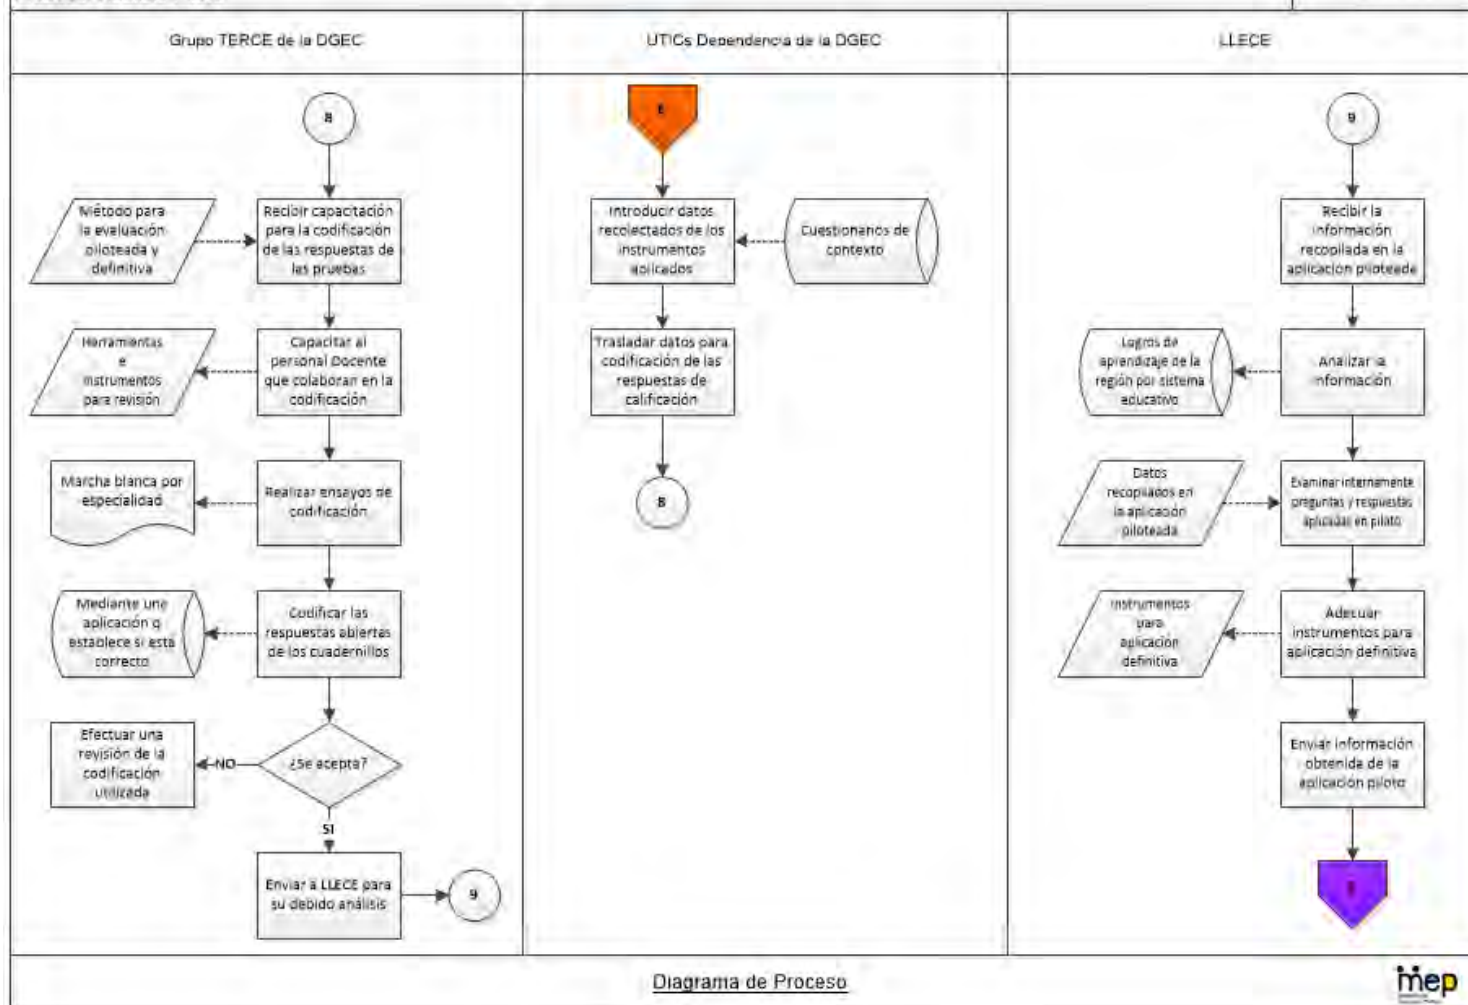 Grupo TERCE de la DGEC
UTICs Dependencia de la DGEC
LLECE
8
Método para
la evaluación
piloteada y
definitiva
Recibir capacitación
para la codificación
de las respuestas de
las pruebas
Herramientas
e
instrumentos
para revisión
Capacitar al
personal Docente
que colaboran en la
codificación
Marcha blanca por
especialidad
Realizar ensayos de
codificación
Mediante une
aplicación q
establece si esta
correcto
Codificar las
respuestas abiertas
de los cuadernillos
Efectuar una
revisión de la
codificación
utilizada
NO
¿Se acepta?
SI
Enviar a LLECE para
su debido análisis
9
Introducir datos
recolectados de los
instrumentos
aplicados
Cuestionarios de
contexto
Trasladar datos para
codificación de las
respuestas de
calificación
8
9
Recibir la
información
recopilada en la
aplicación piloteada
Logros de
aprendizaje de la
región por sistema
educativo
Analizar la
información
Datos
recopilados en
la aplicación
piloteada
Examinar internamente
preguntas y respuestas
aplicadas en piloto
Instrumentos
para
aplicación
definitiva
Adecuar
instrumentos para
aplicación definitiva
Enviar información
obtenida de la
aplicación piloto
Diagrama de Proceso
mep